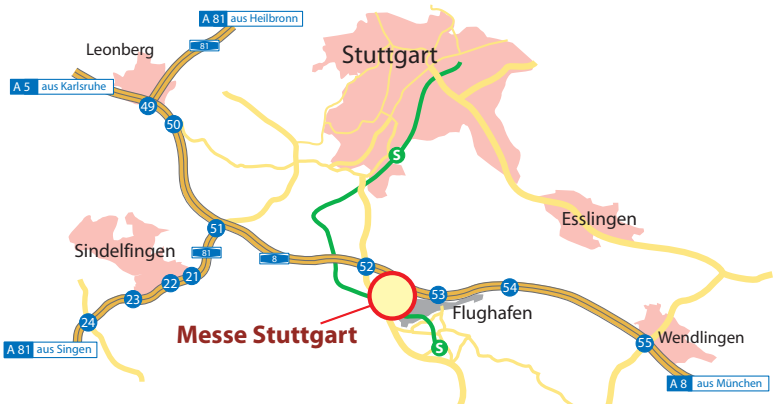 A 81 aus Heilbronn
81
Leonberg
Stuttgart
A 5 aus Karlsruhe
49
50
S
Esslingen
51
Sindelfingen
81
8
52
22
21
23
53
54
Flughafen
24
Messe Stuttgart
Wendlingen
55
S
A 81 aus Singen
A 8 aus München